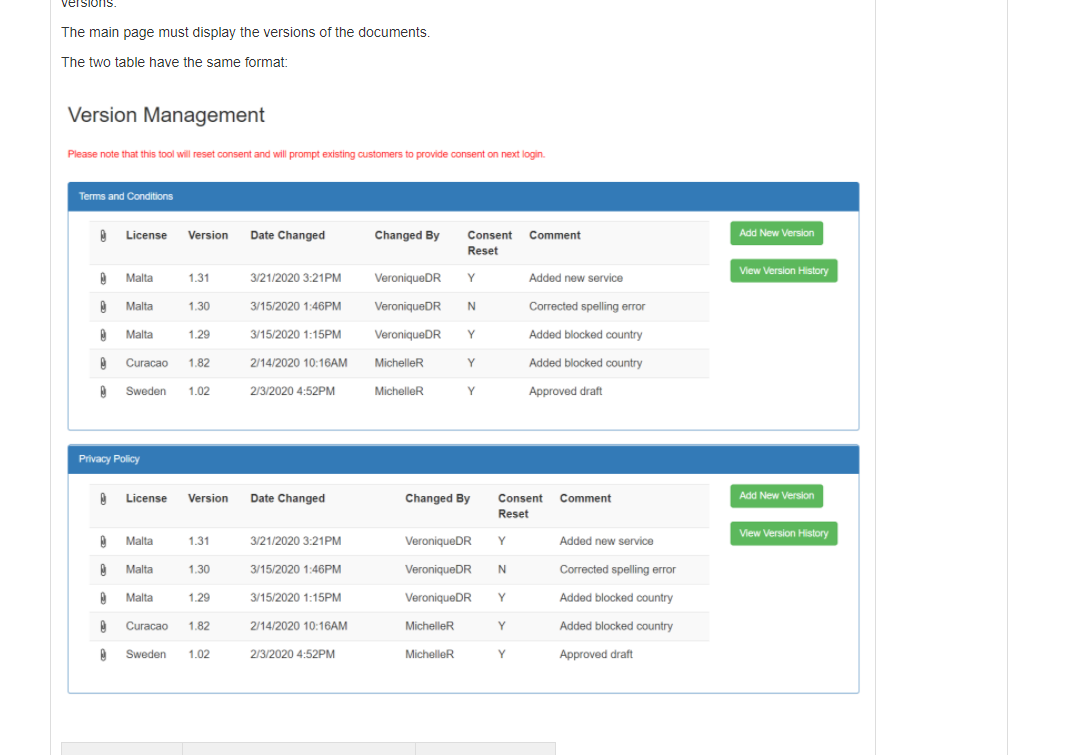 versions.
The main page must display the versions of the documents.
The two table have the same format:
Version Management
Please note that this tool will reset consent and will prompt existing customers to provide consent on next login.
Terms and Conditions
License Version Date Changed Changed By Consent Reset Comment
Malta 1.31 3/21/2020 3:21PM VeroniqueDR Y Added new service
Malta 1.30 3/15/2020 1:46PM VeroniqueDR N Corrected spelling error
Malta 1.29 3/15/2020 1:15PM VeroniqueDR Y Added blocked country
Curacao 1.82 2/14/2020 10:16AM MichelleR Y Added blocked country
Sweden 1.02 2/3/2020 4:52PM MichelleR Y Approved draft
Add New Version
View Version History
Privacy Policy
License Version Date Changed Changed By Consent Reset Comment
Malta 1.31 3/21/2020 3:21PM VeroniqueDR Y Added new service
Malta 1.30 3/15/2020 1:46PM VeroniqueDR N Corrected spelling error
Malta 1.29 3/15/2020 1:15PM VeroniqueDR Y Added blocked country
Curacao 1.82 2/14/2020 10:16AM MichelleR Y Added blocked country
Sweden 1.02 2/3/2020 4:52PM MichelleR Y Approved draft
Add New Version
View Version History